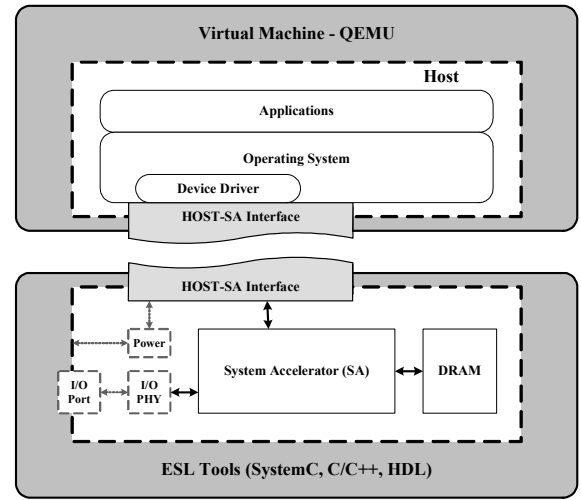 Virtual Machine - QEMU
Host
Applications
Operating System
Device Driver
HOST-SA Interface
HOST-SA Interface
Power
I/O
Port
I/O
PHY
System Accelerator (SA)
DRAM
ESL Tools (SystemC, C/C++, HDL)